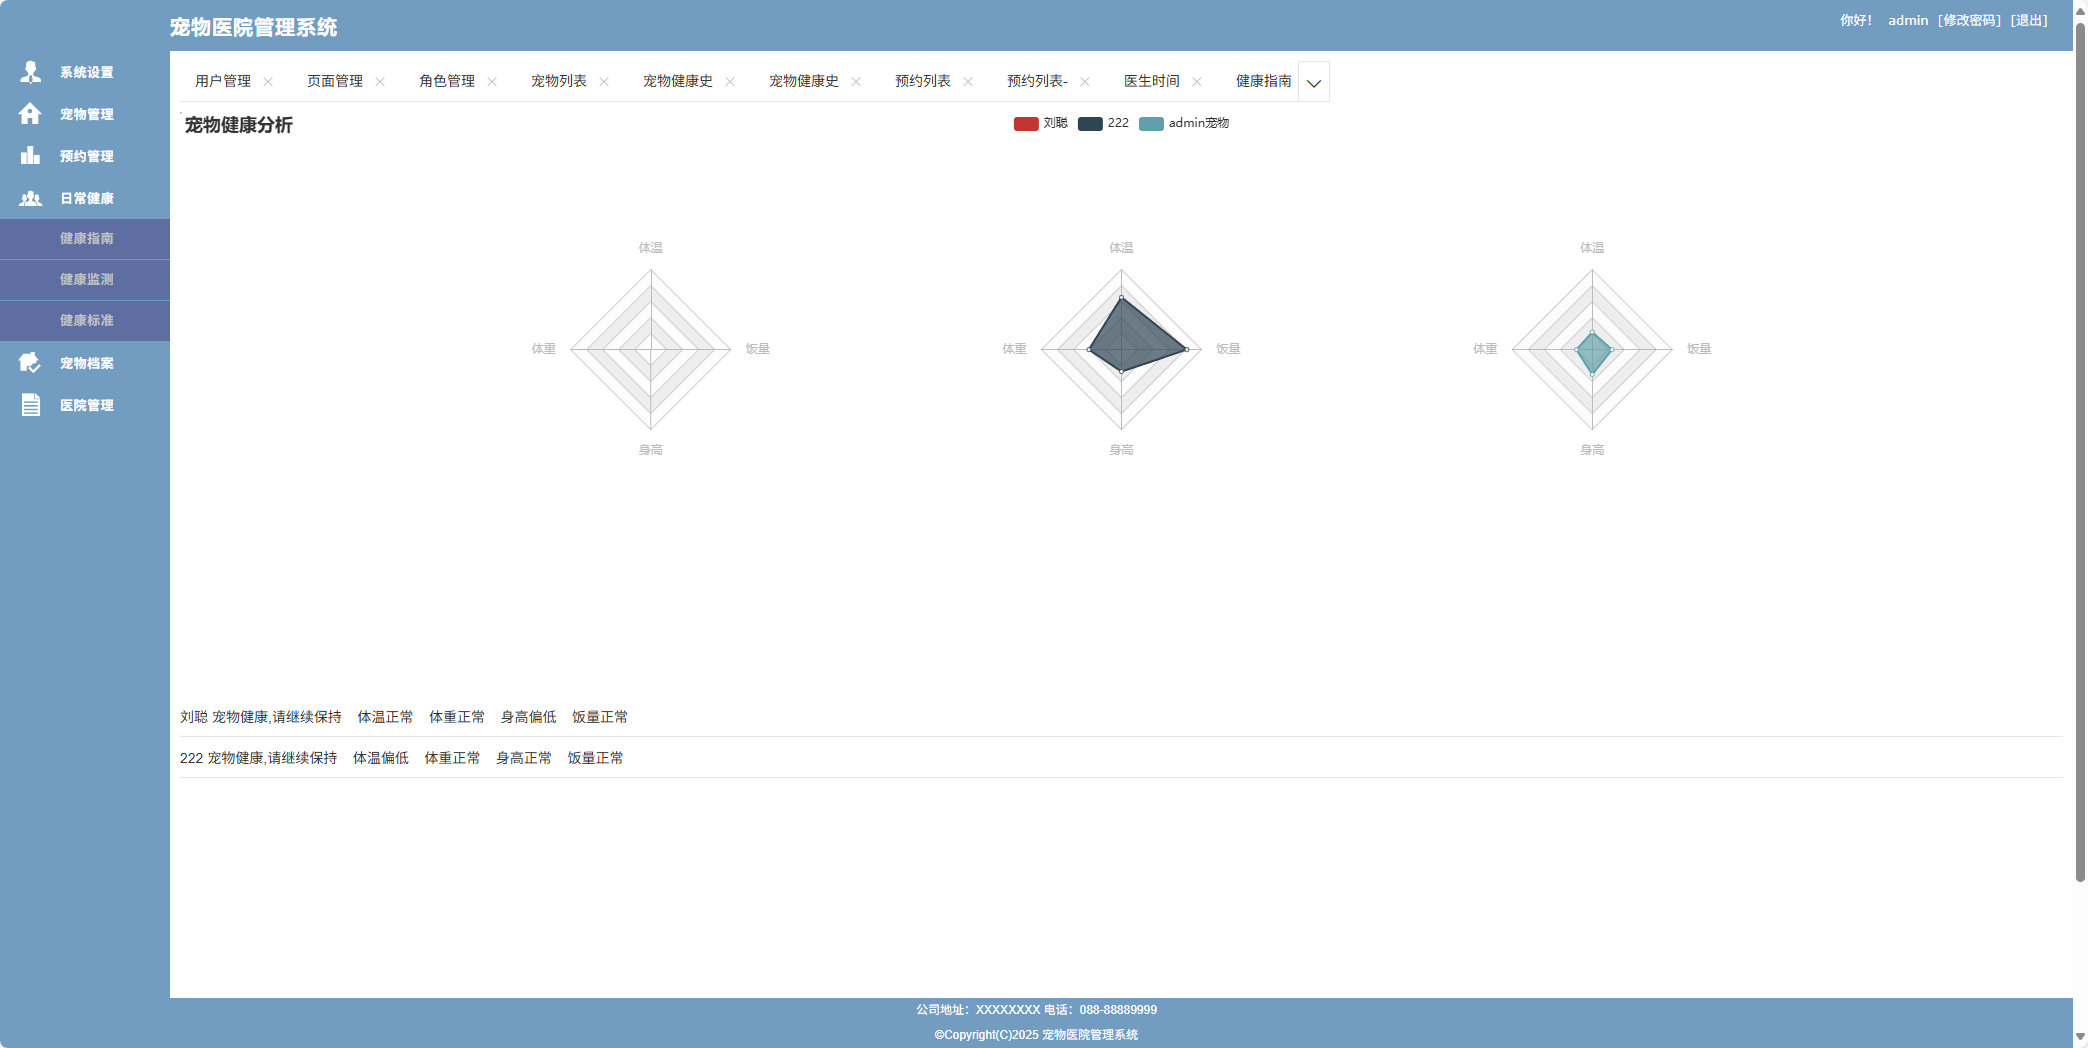 宠物医院管理系统
你好！ admin [修改密码] [退出]
系统设置
宠物管理
预约管理
日常健康
健康指南
健康监测
健康标准
宠物档案
医院管理
用户管理 页面管理 角色管理 宠物列表 宠物健康史 宠物健康史 预约列表 预约列表- 医生时间 健康指南
宠物健康分析
刘聪 222 admin宠物
体温 体温 体温
体重 饭量 体重 饭量 体重 饭量
身高 身高 身高
刘聪 宠物健康,请继续保持 体温正常 体重正常 身高偏低 饭量正常
222 宠物健康,请继续保持 体温偏低 体重正常 身高正常 饭量正常
公司地址：XXXXXXXX 电话：088-88889999
©Copyright(C)2025 宠物医院管理系统